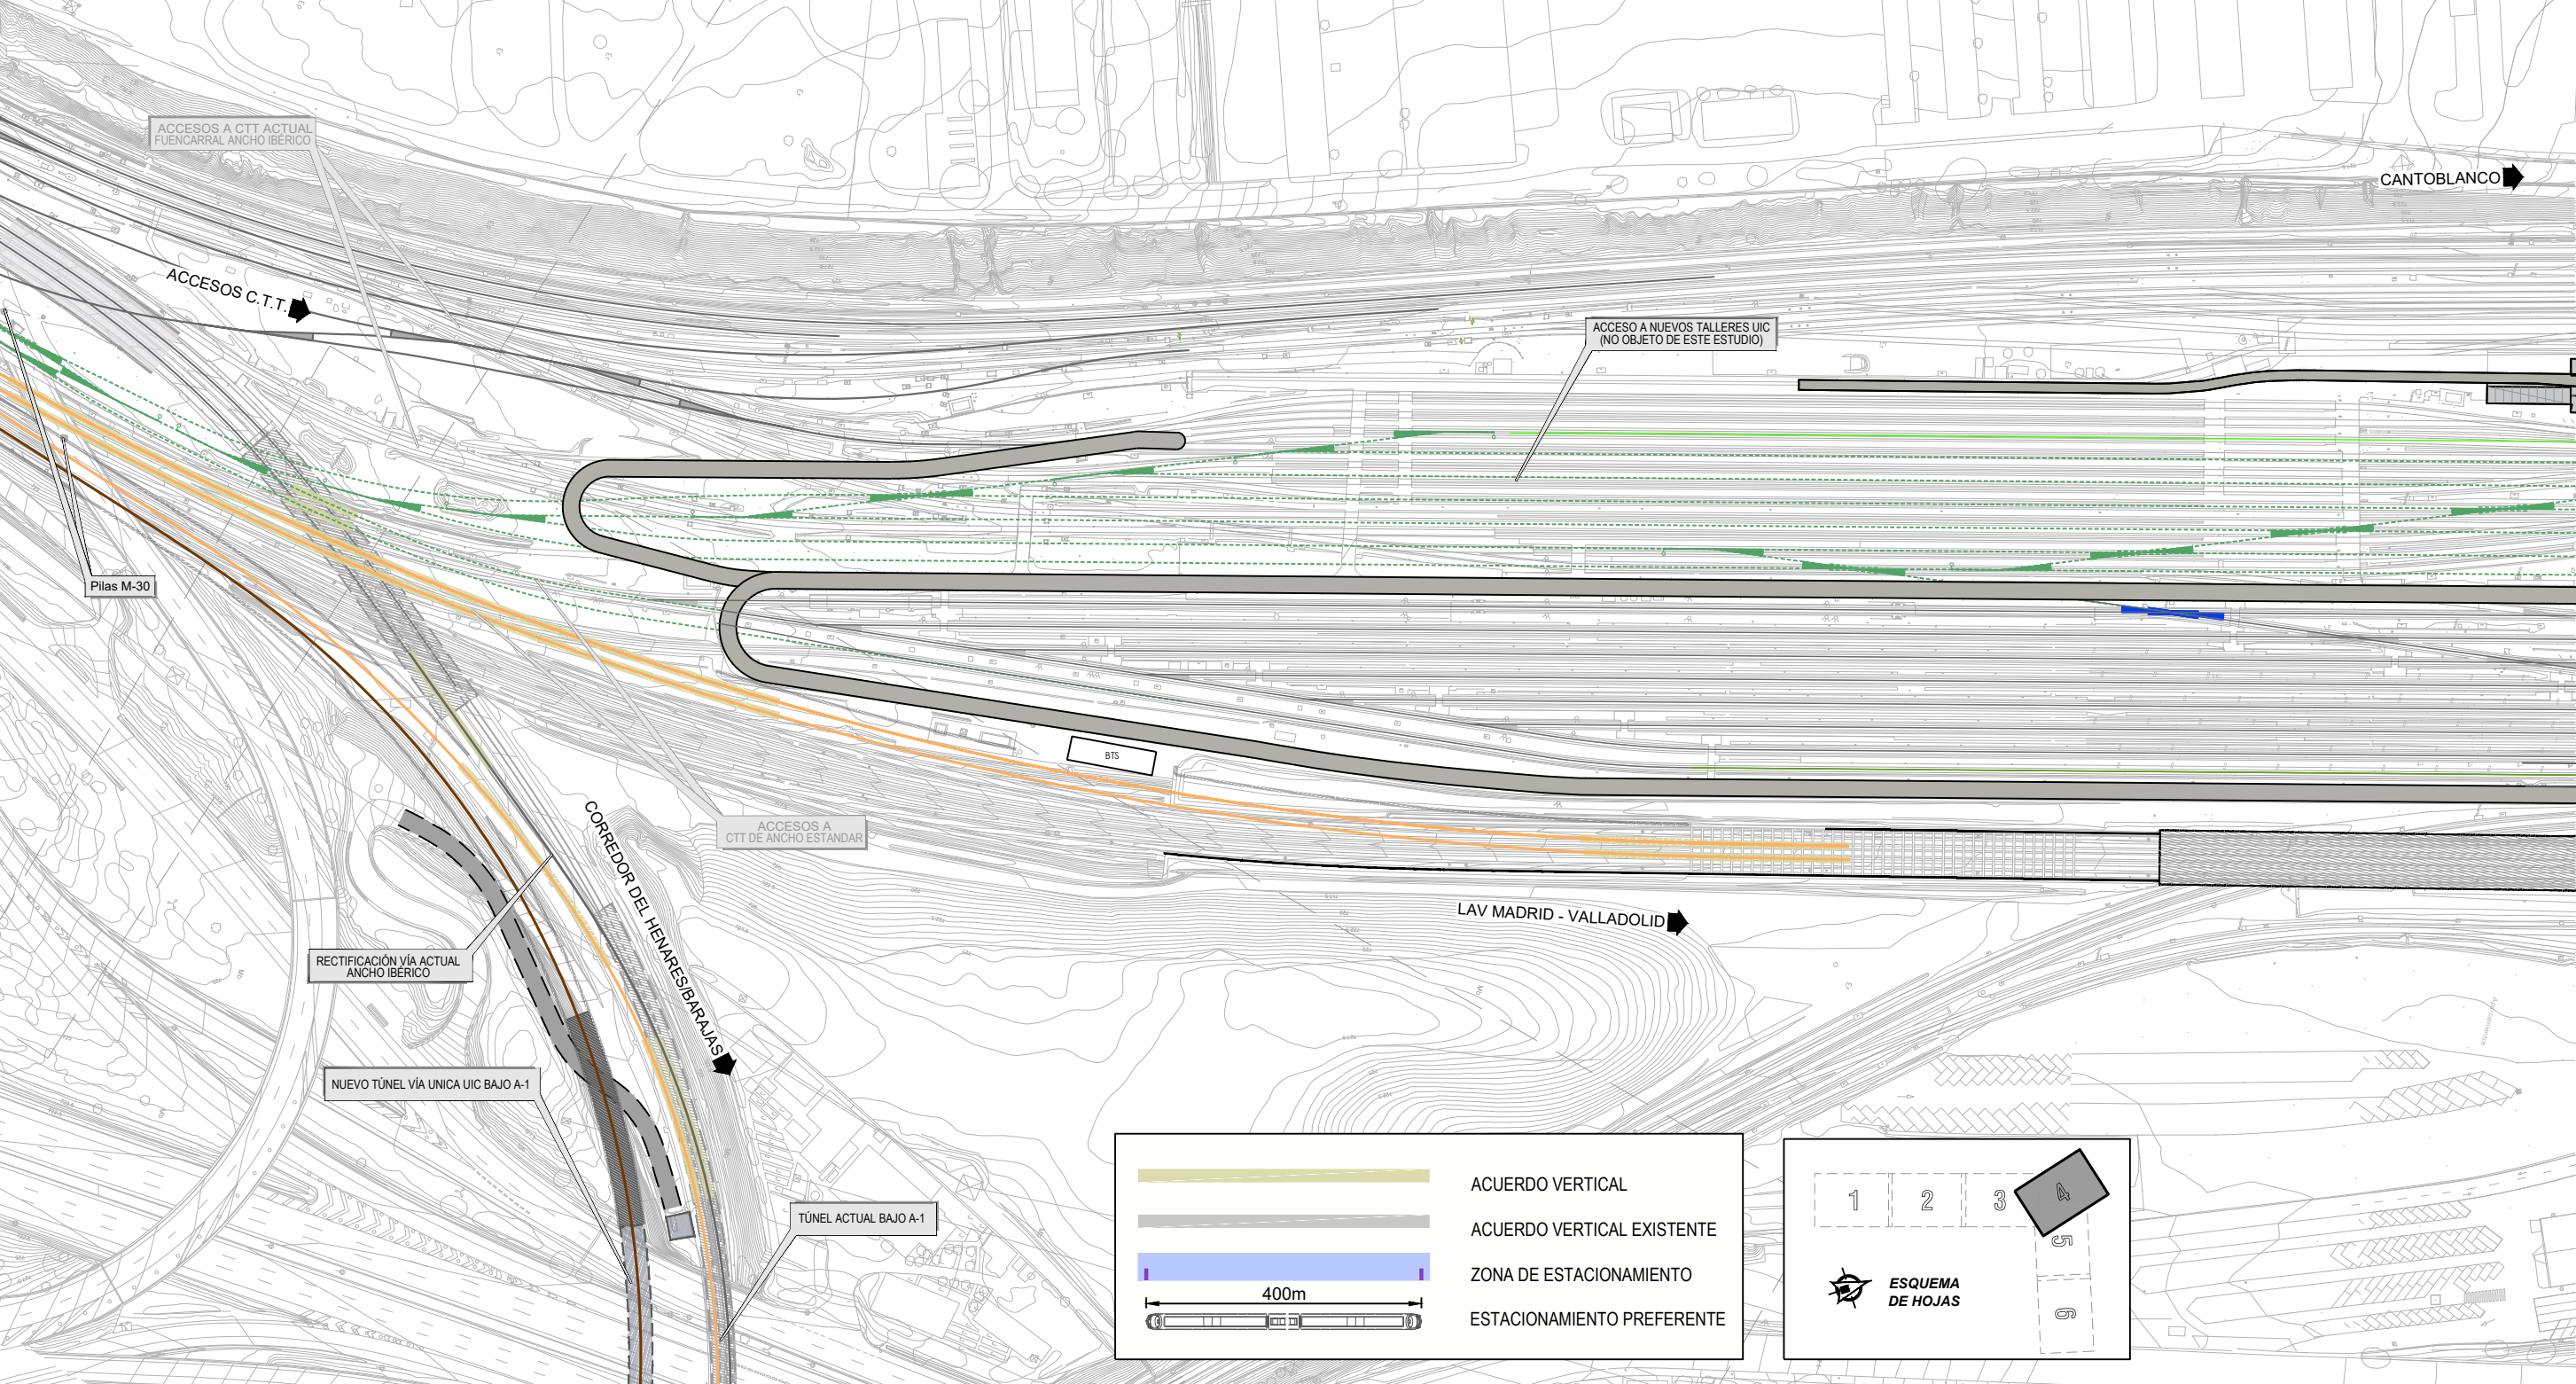 ACCESOS A CTT ACTUAL
FUENCARRAL ANCHO IBÉRICO
CANTOBLANCO
ACCESOS C.T.T.
ACCESO A NUEVOS TALLERES UIC
(NO OBJETO DE ESTE ESTUDIO)
Pilas M-30
BTS
ACCESOS A
CTT DE ANCHO ESTANDAR
CORREDOR DEL HENARES/BARAJAS
LAV MADRID - VALLADOLID
RECTIFICACIÓN VÍA ACTUAL
ANCHO IBÉRICO
NUEVO TÚNEL VÍA UNICA UIC BAJO A-1
TÚNEL ACTUAL BAJO A-1
ACUERDO VERTICAL
ACUERDO VERTICAL EXISTENTE
ZONA DE ESTACIONAMIENTO
400m
ESTACIONAMIENTO PREFERENTE
1 2 3 4
5
6
ESQUEMA
DE HOJAS